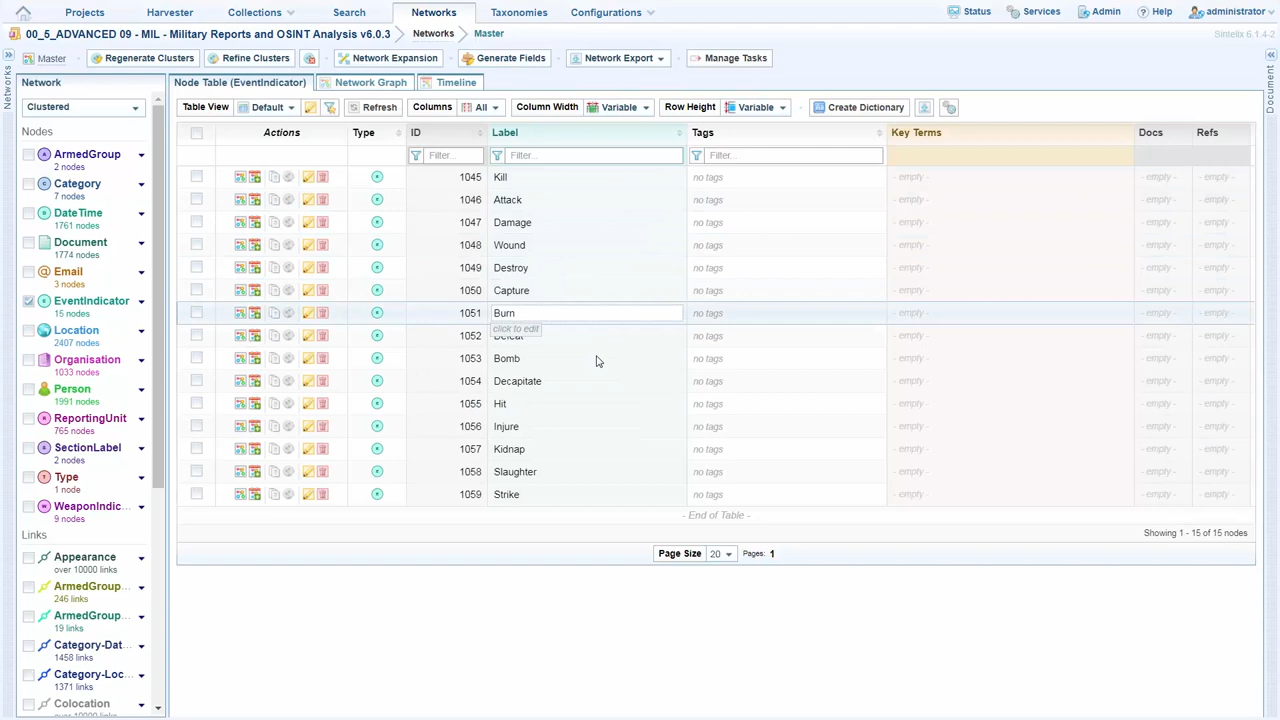 Projects Harvester Collections Search Networks Taxonomies Configurations Status Services Admin Help administrator
00_5_ADVANCED 09 - MIL - Military Reports and OSINT Analysis v6.0.3 Networks Master Sintelix 6.1.4-2
Master Regenerate Clusters Refine Clusters Network Expansion Generate Fields Network Export Manage Tasks
Networks
Document
Network
Clustered
Nodes
ArmedGroup
2 nodes
Category
7 nodes
DateTime
1761 nodes
Document
1774 nodes
Email
3 nodes
EventIndicator
15 nodes
Location
2407 nodes
Organisation
1033 nodes
Person
1991 nodes
ReportingUnit
765 nodes
SectionLabel
2 nodes
Type
1 node
WeaponIndic...
9 nodes
Links
Appearance
over 10000 links
ArmedGroup...
246 links
ArmedGroup...
19 links
Category-Dat...
1458 links
Category-Loc...
1371 links
Colocation
over 10000 links
Node Table (EventIndicator) Network Graph Timeline
Table View Default Refresh Columns All Column Width Variable Row Height Variable Create Dictionary
Actions Type ID Label Tags Key Terms Docs Refs
Filter... Filter... Filter...
1045 Kill no tags - empty - - empty - - empty -
1046 Attack no tags - empty - - empty - - empty -
1047 Damage no tags - empty - - empty - - empty -
1048 Wound no tags - empty - - empty - - empty -
1049 Destroy no tags - empty - - empty - - empty -
1050 Capture no tags - empty - - empty - - empty -
1051 Burn no tags - empty - - empty - - empty -
click to edit
1052 Defeat no tags - empty - - empty - - empty -
1053 Bomb no tags - empty - - empty - - empty -
1054 Decapitate no tags - empty - - empty - - empty -
1055 Hit no tags - empty - - empty - - empty -
1056 Injure no tags - empty - - empty - - empty -
1057 Kidnap no tags - empty - - empty - - empty -
1058 Slaughter no tags - empty - - empty - - empty -
1059 Strike no tags - empty - - empty - - empty -
- End of Table -
Showing 1 - 15 of 15 nodes
Page Size 20 Pages: 1